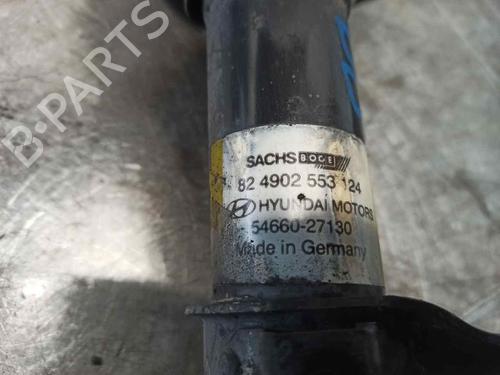 B-PARTS
SACHS BOGE
82 4902 553 124
HYUNDAI MOTORS
54660-27130
Made in Germany